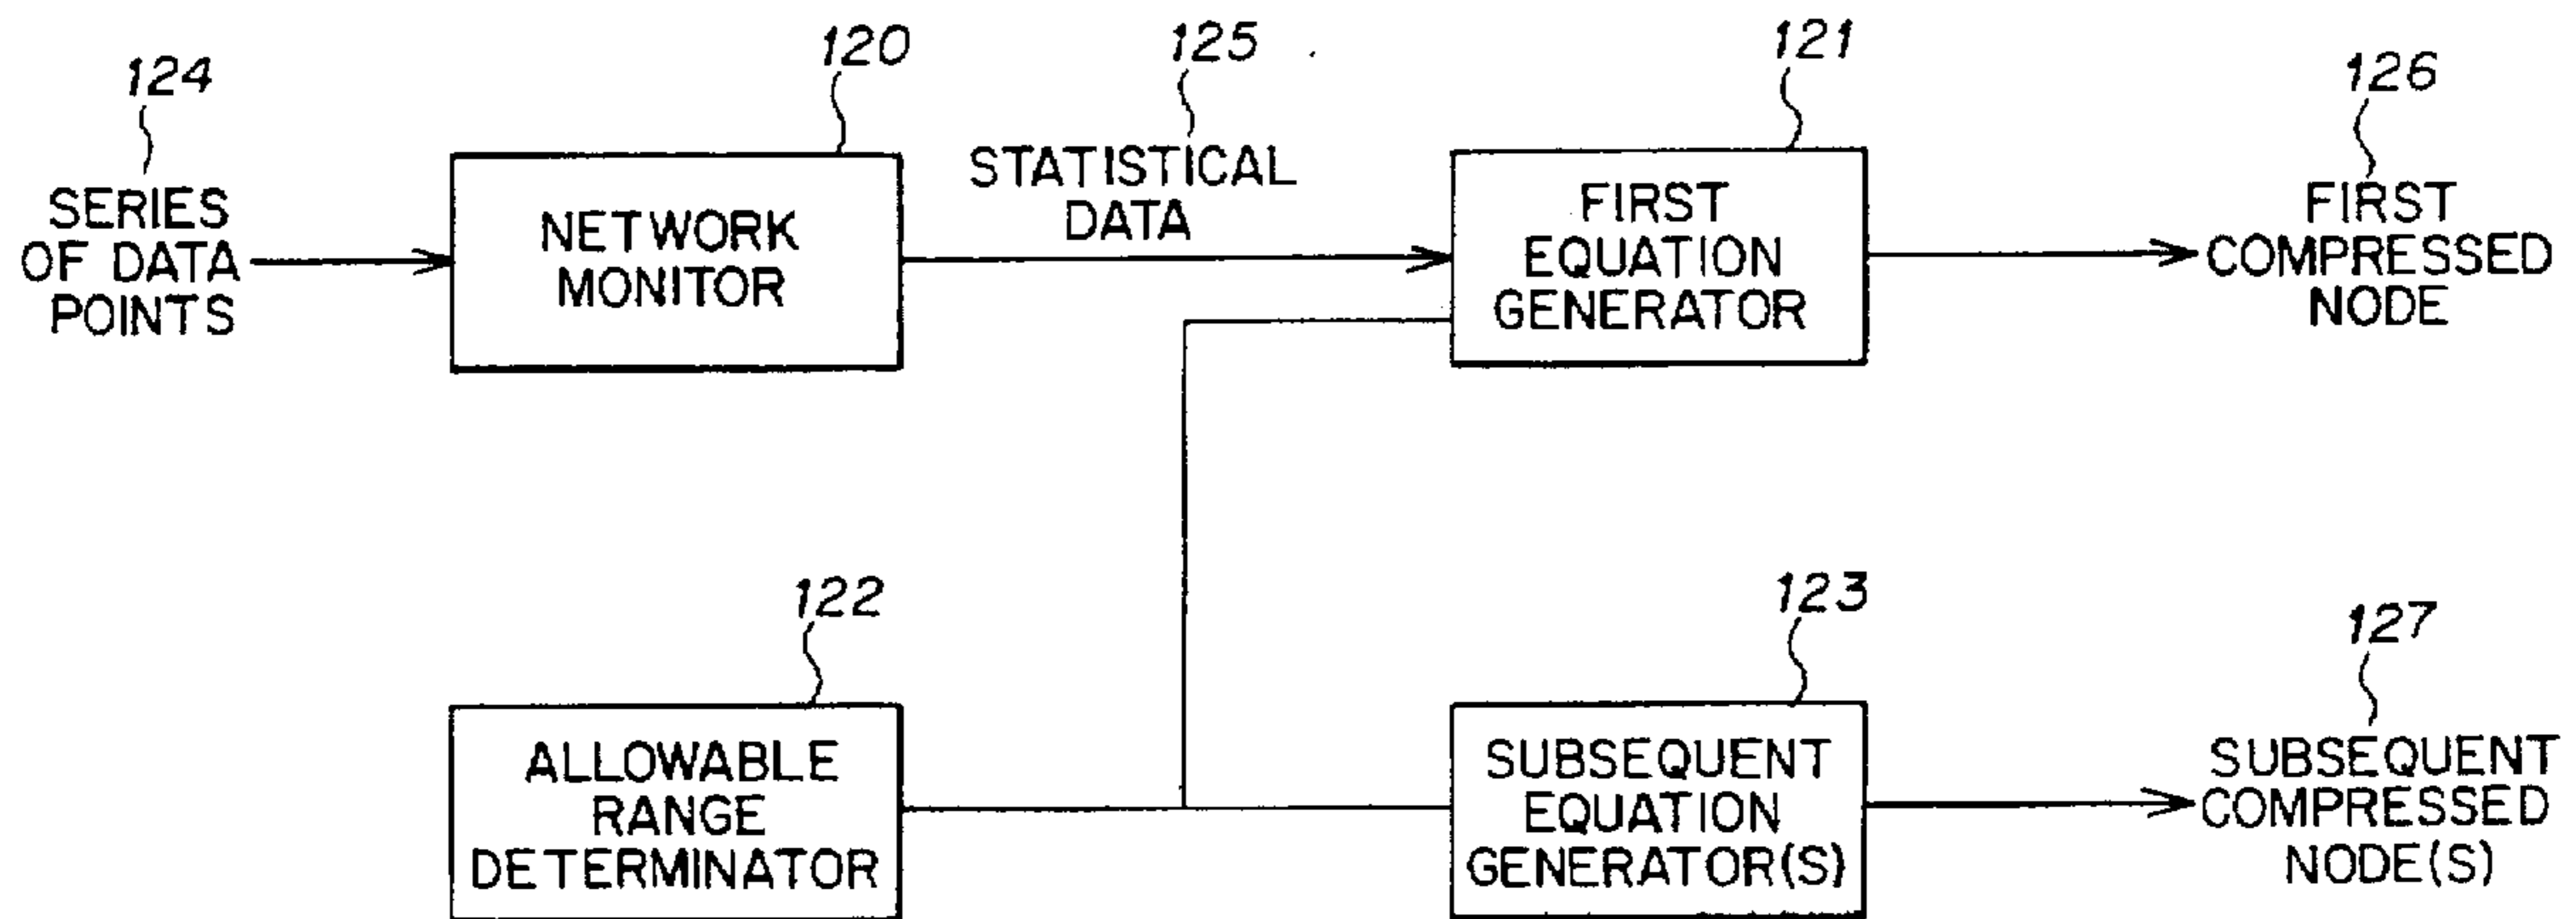 124
SERIES
OF DATA
POINTS
120
NETWORK
MONITOR
125
STATISTICAL
DATA
121
FIRST
EQUATION
GENERATOR
126
FIRST
COMPRESSED
NODE
122
ALLOWABLE
RANGE
DETERMINATOR
123
SUBSEQUENT
EQUATION
GENERATOR(S)
127
SUBSEQUENT
COMPRESSED
NODE(S)